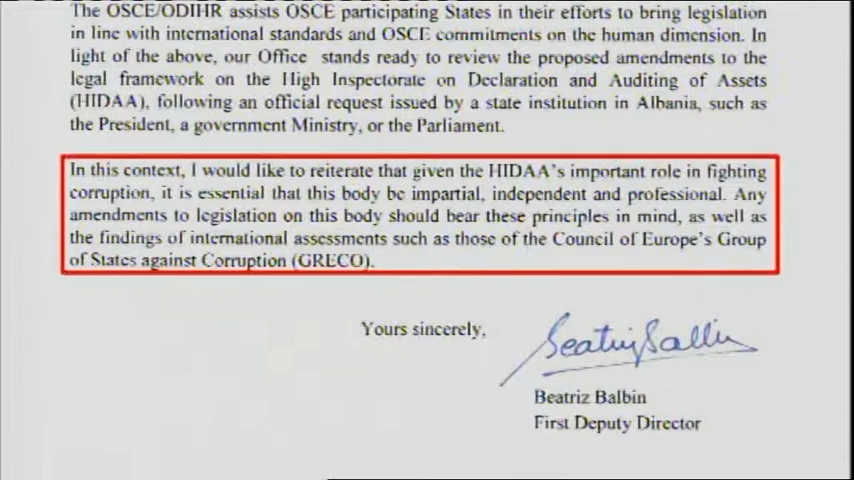 The OSCE/ODIHR assists OSCE participating States in their efforts to bring legislation
in line with international standards and OSCE commitments on the human dimension. In
light of the above, our Office stands ready to review the proposed amendments to the
legal framework on the High Inspectorate on Declaration and Auditing of Assets
(HIDAA), following an official request issued by a state institution in Albania, such as
the President, a government Ministry, or the Parliament.
In this context, I would like to reiterate that given the HIDAA's important role in fighting
corruption, it is essential that this body be impartial, independent and professional. Any
amendments to legislation on this body should bear these principles in mind, as well as
the findings of international assessments such as those of the Council of Europe's Group
of States against Corruption (GRECO).
Yours sincerely,
Beatriz Balbin
Beatriz Balbin
First Deputy Director